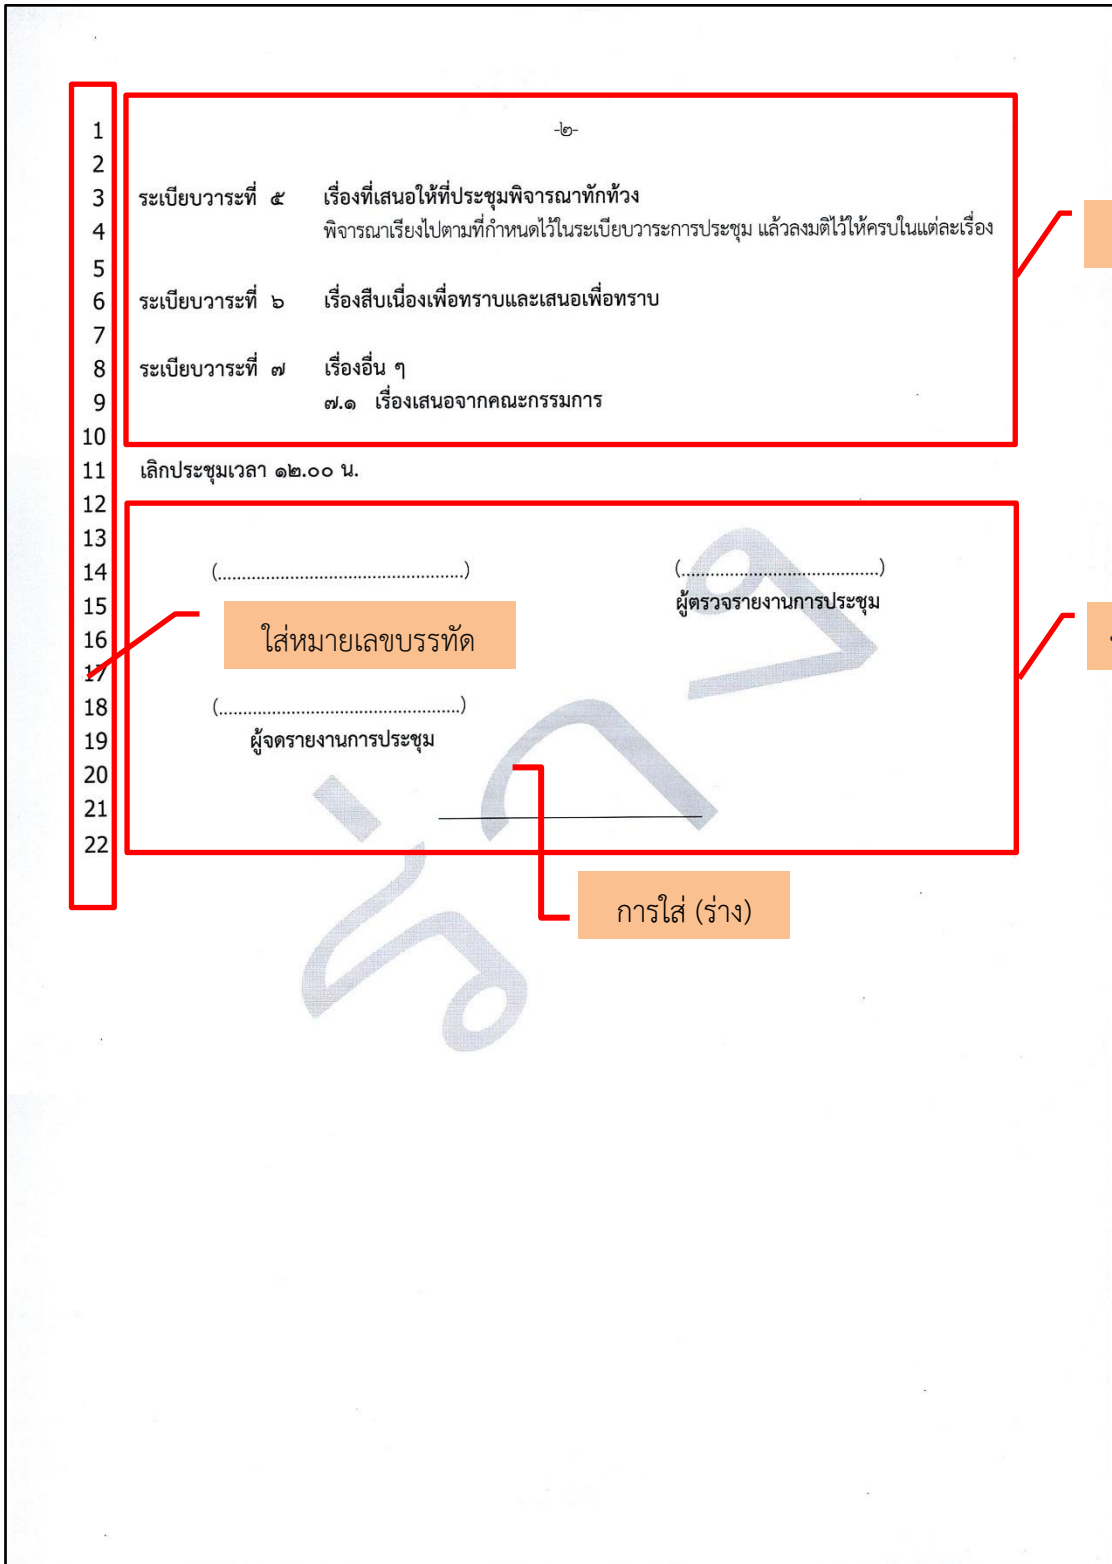 1 -๒-
2
3 ระเบียบวาระที่ ๕ เรื่องที่เสนอให้ที่ประชุมพิจารณาทักท้วง
4 พิจารณาเรียงไปตามที่กำหนดไว้ในระเบียบวาระการประชุม แล้วลงมติไว้ให้ครบในแต่ละเรื่อง
5
6 ระเบียบวาระที่ ๖ เรื่องสืบเนื่องเพื่อทราบและเสนอเพื่อทราบ
7
8 ระเบียบวาระที่ ๗ เรื่องอื่น ๆ
9 ๗.๑ เรื่องเสนอจากคณะกรรมการ
10
11 เลิกประชุมเวลา ๑๒.๐๐ น.
12
13
14 (....................................................) (..........................................)
15 ผู้ตรวจรายงานการประชุม
16 ใส่หมายเลขบรรทัด
17
18 (...................................................)
19 ผู้จดรายงานการประชุม
20
21
22
การใส่ (ร่าง)
ร่าง